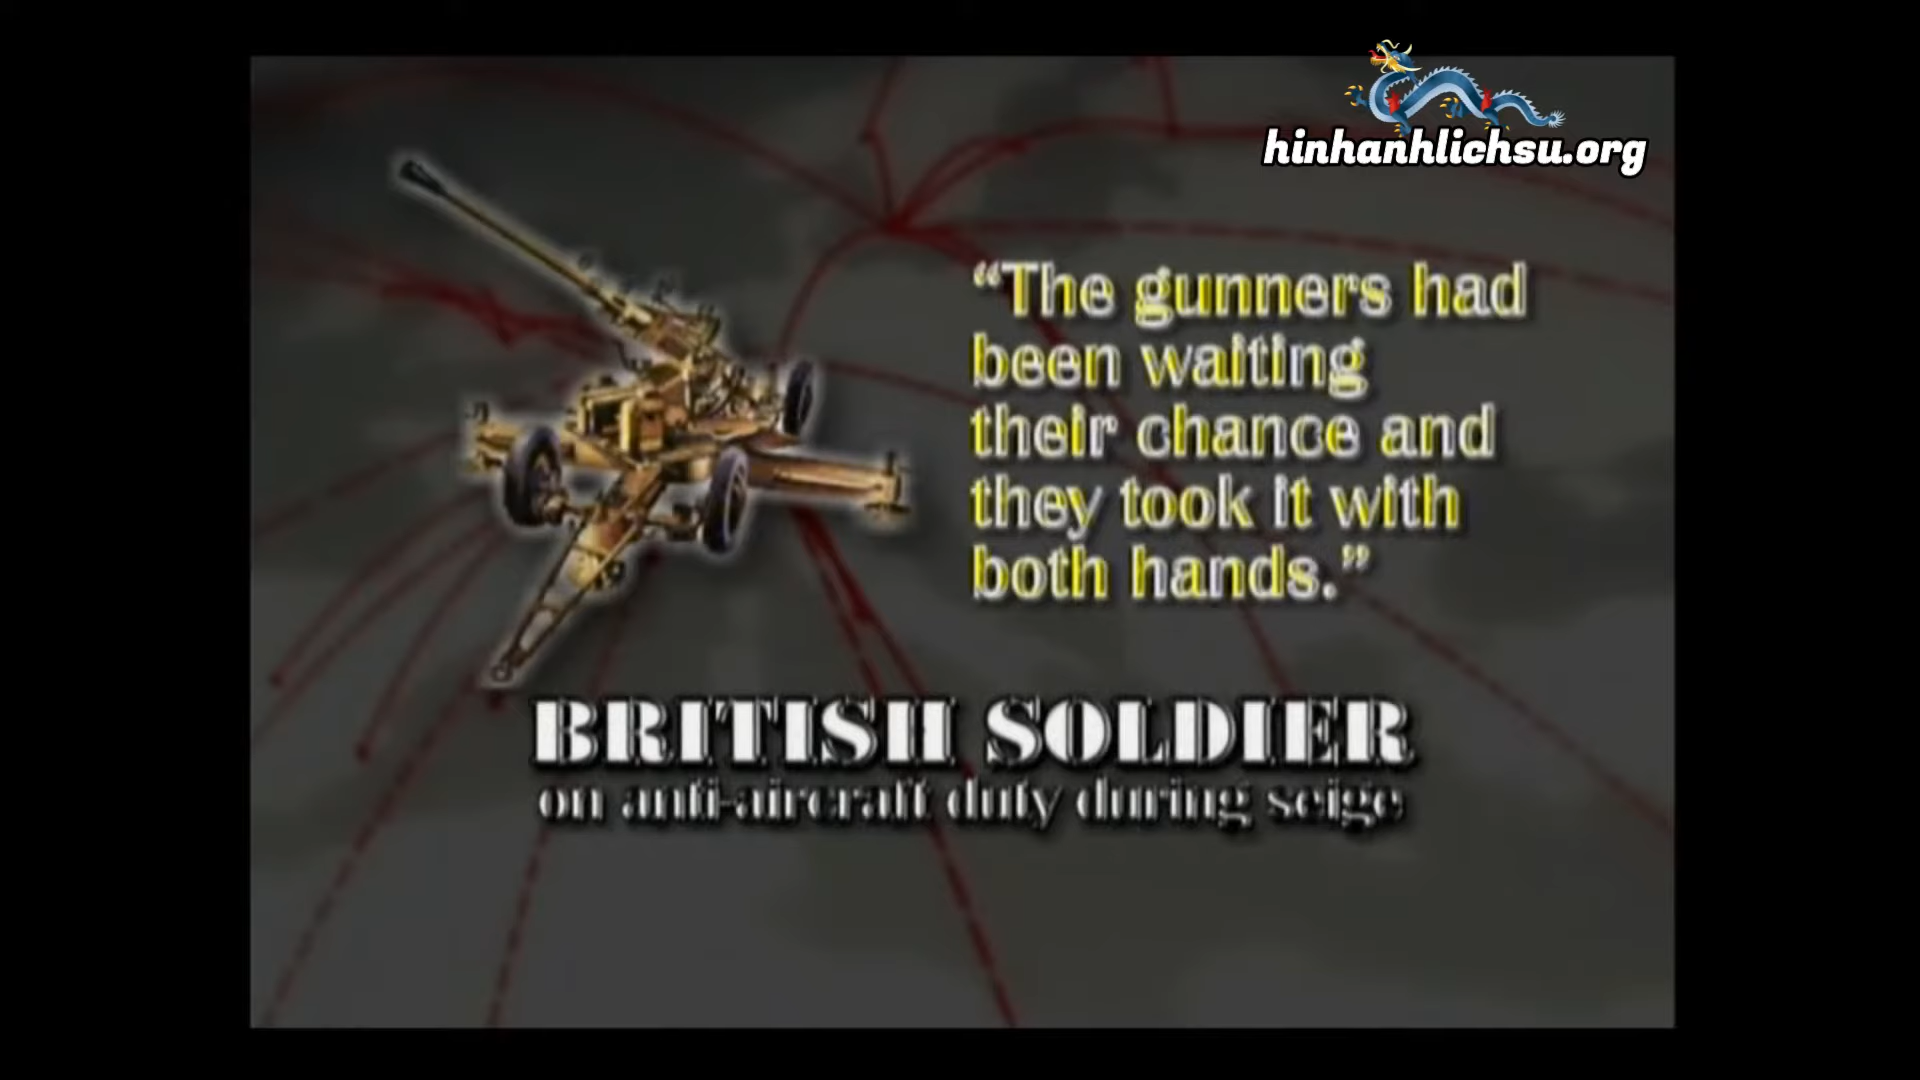 hinhanhlichsu.org
“The gunners had
been waiting
their chance and
they took it with
both hands.”
BRITISH SOLDIER
on anti-aircraft duty during seige